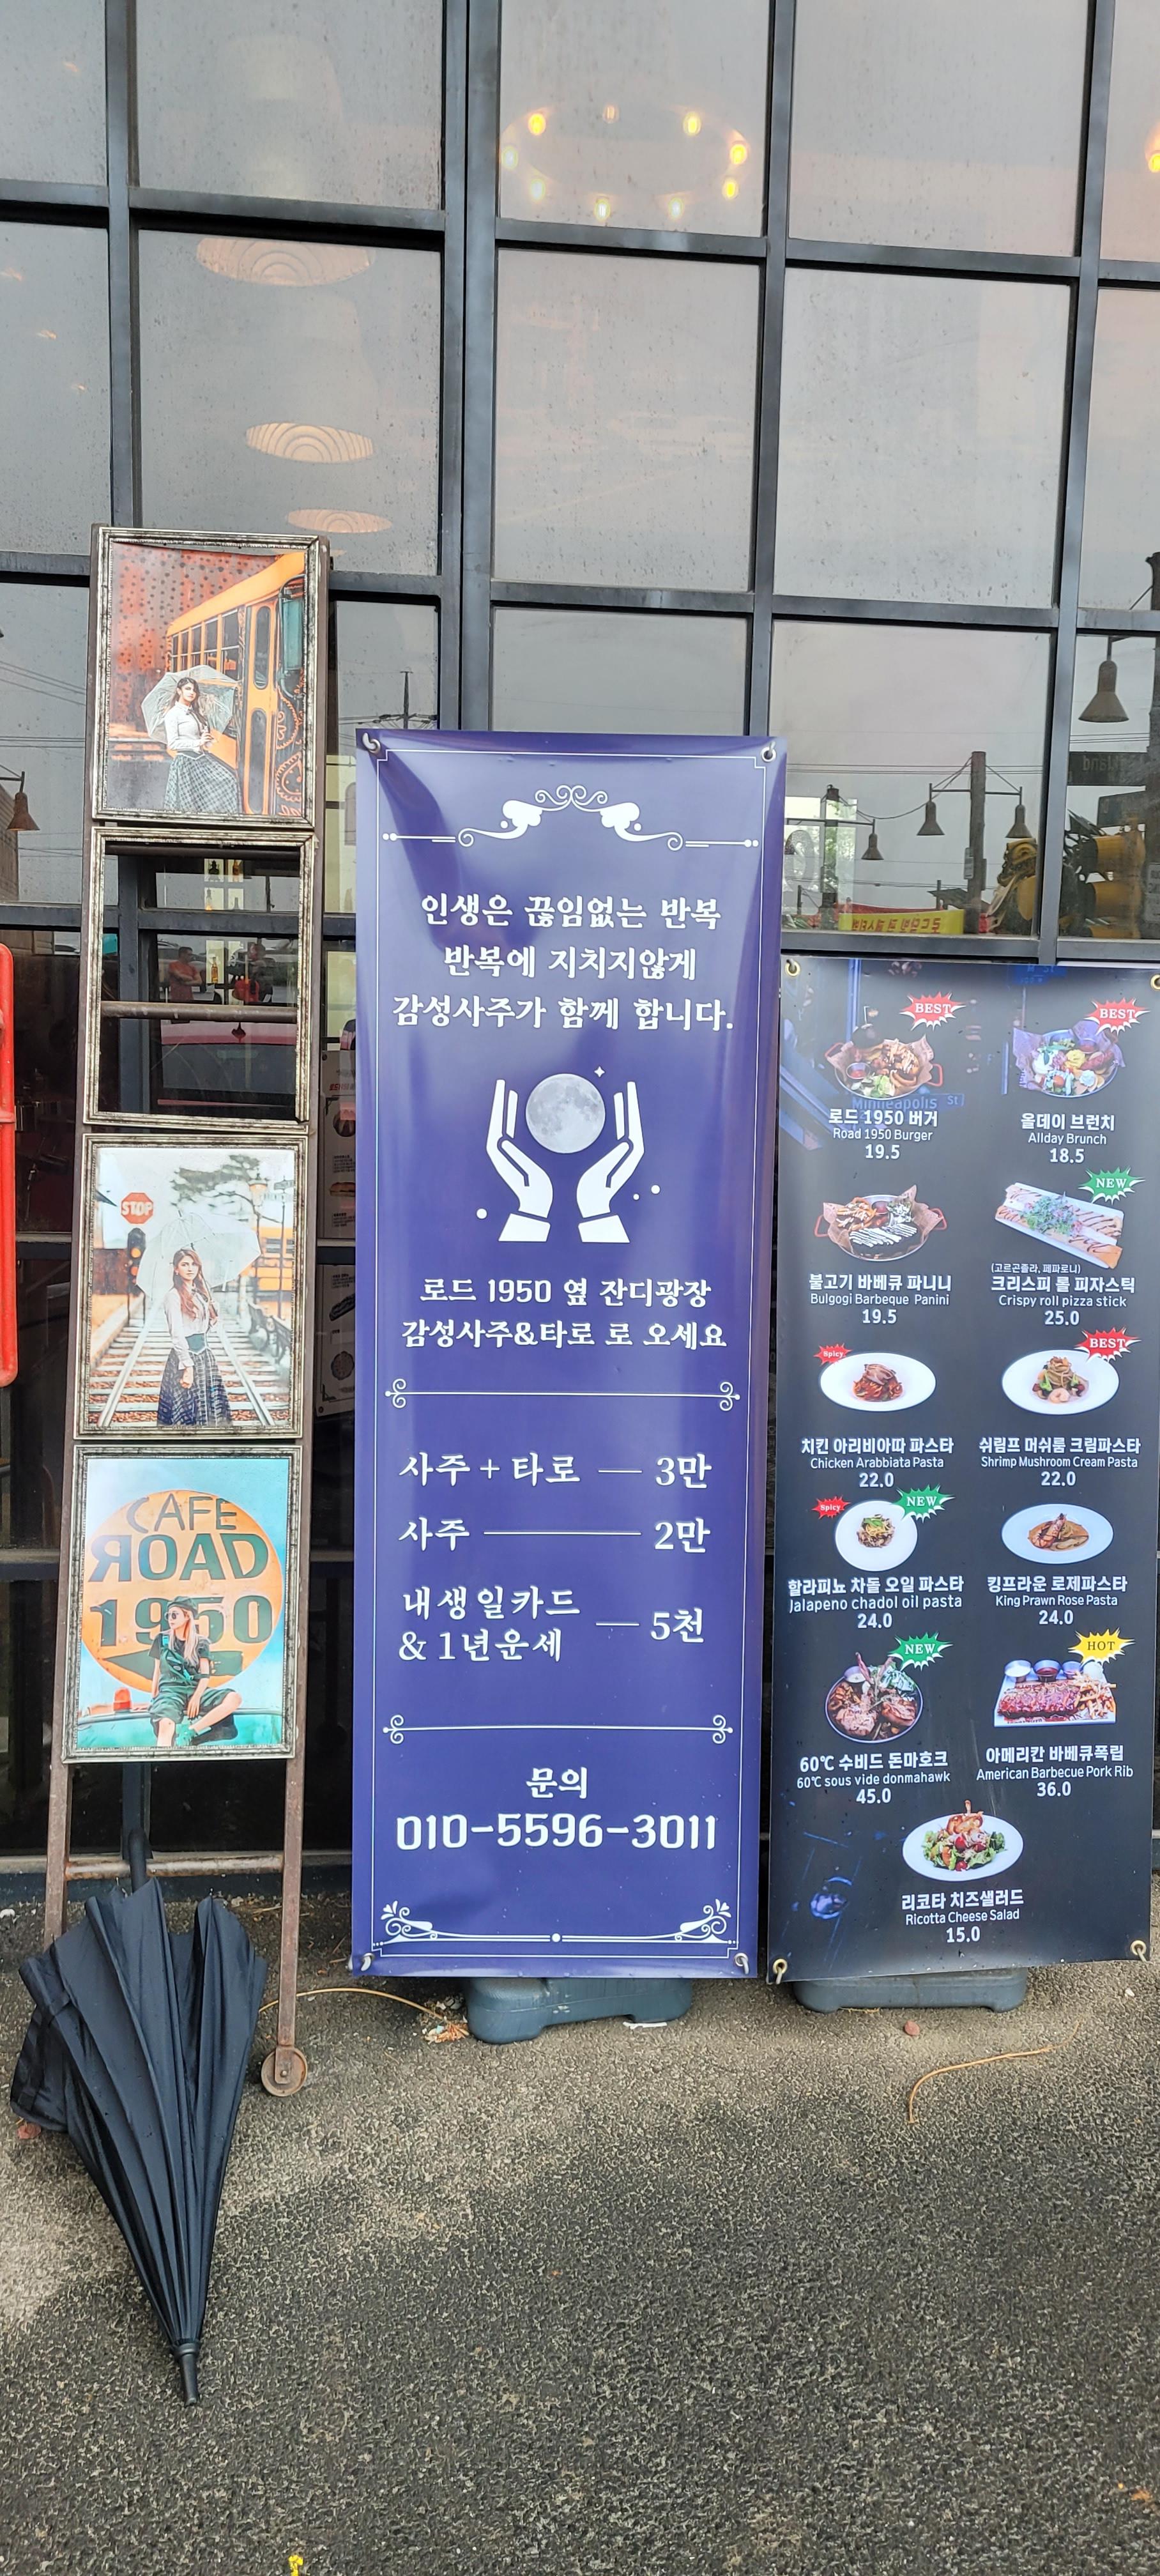 STOP
CAFE
ROAD
1950
인생은 끊임없는 반복
반복에 지치지않게
감성사주가 함께 합니다.
로드 1950 옆 잔디광장
감성사주&타로 로 오세요
사주 + 타로 — 3만
사주 — 2만
내생일카드
& 1년운세 — 5천
문의
010-5596-3011
BEST
Minneapolis St
로드 1950 버거
Road 1950 Burger
19.5
BEST
올데이 브런치
Allday Brunch
18.5
불고기 바베큐 파니니
Bulgogi Barbeque Panini
19.5
NEW
(고르곤졸라, 페파로니)
크리스피 롤 피자스틱
Crispy roll pizza stick
25.0
Spicy
치킨 아리비아따 파스타
Chicken Arabbiata Pasta
22.0
BEST
쉬림프 머쉬룸 크림파스타
Shrimp Mushroom Cream Pasta
22.0
Spicy
NEW
할라피뇨 차돌 오일 파스타
Jalapeno chadol oil pasta
24.0
킹프라운 로제파스타
King Prawn Rose Pasta
24.0
NEW
60℃ 수비드 돈마호크
60℃ sous vide donmahawk
45.0
HOT
아메리칸 바베큐폭립
American Barbecue Pork Rib
36.0
리코타 치즈샐러드
Ricotta Cheese Salad
15.0